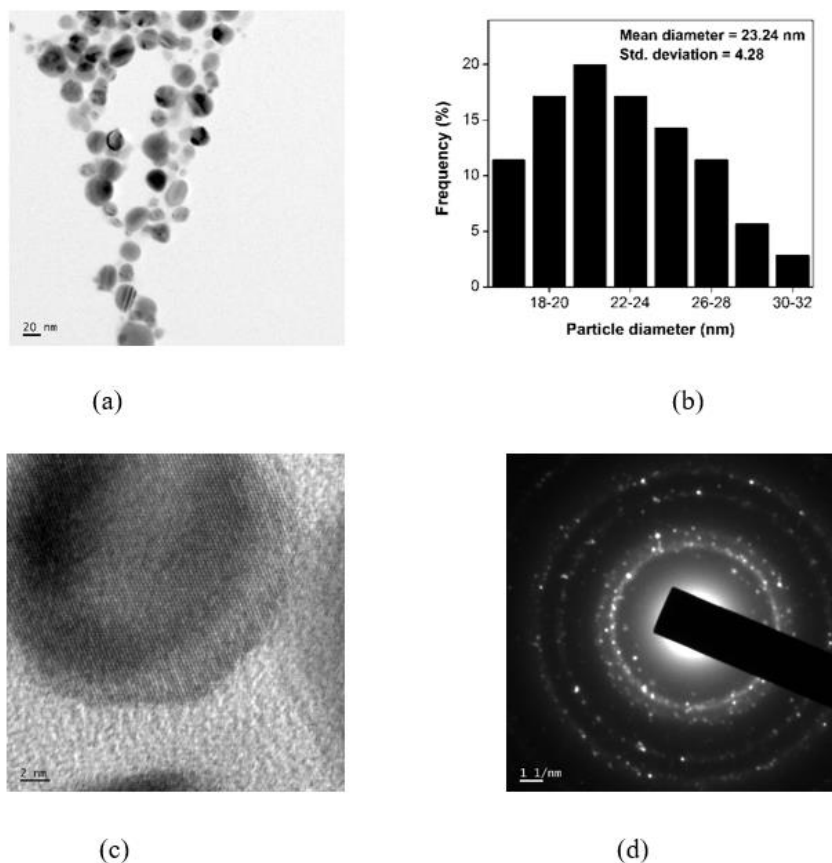 20 nm
Mean diameter = 23.24 nm
Std. deviation = 4.28
Frequency (%)
20
15
10
5
0
18-20 22-24 26-28 30-32
Particle diameter (nm)
(a) (b)
2 nm
1 1/nm
(c) (d)